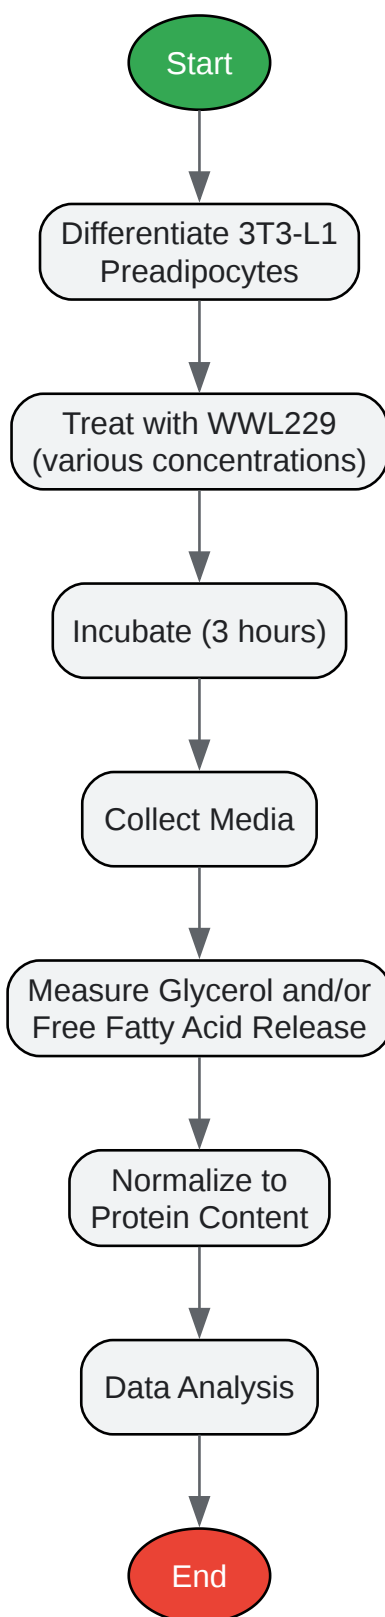 Start
Differentiate 3T3-L1
Preadipocytes
Treat with WWL229
(various concentrations)
Incubate (3 hours)
Collect Media
Measure Glycerol and/or
Free Fatty Acid Release
Normalize to
Protein Content
Data Analysis
End